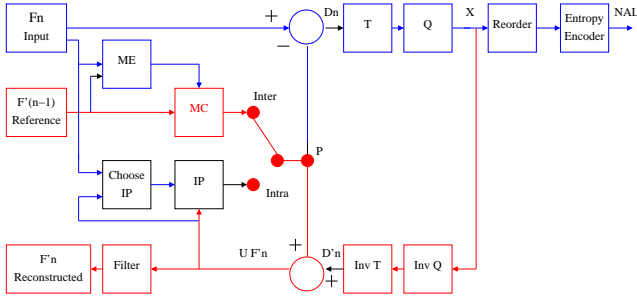 Fn
Input
+
−
Dn
T
Q
X
Reorder
Entropy
Encoder
NAL
ME
F'(n−1)
Reference
MC
Inter
P
Choose
IP
IP
Intra
F'n
Reconstructed
Filter
U F'n
+
+
D'n
Inv T
Inv Q